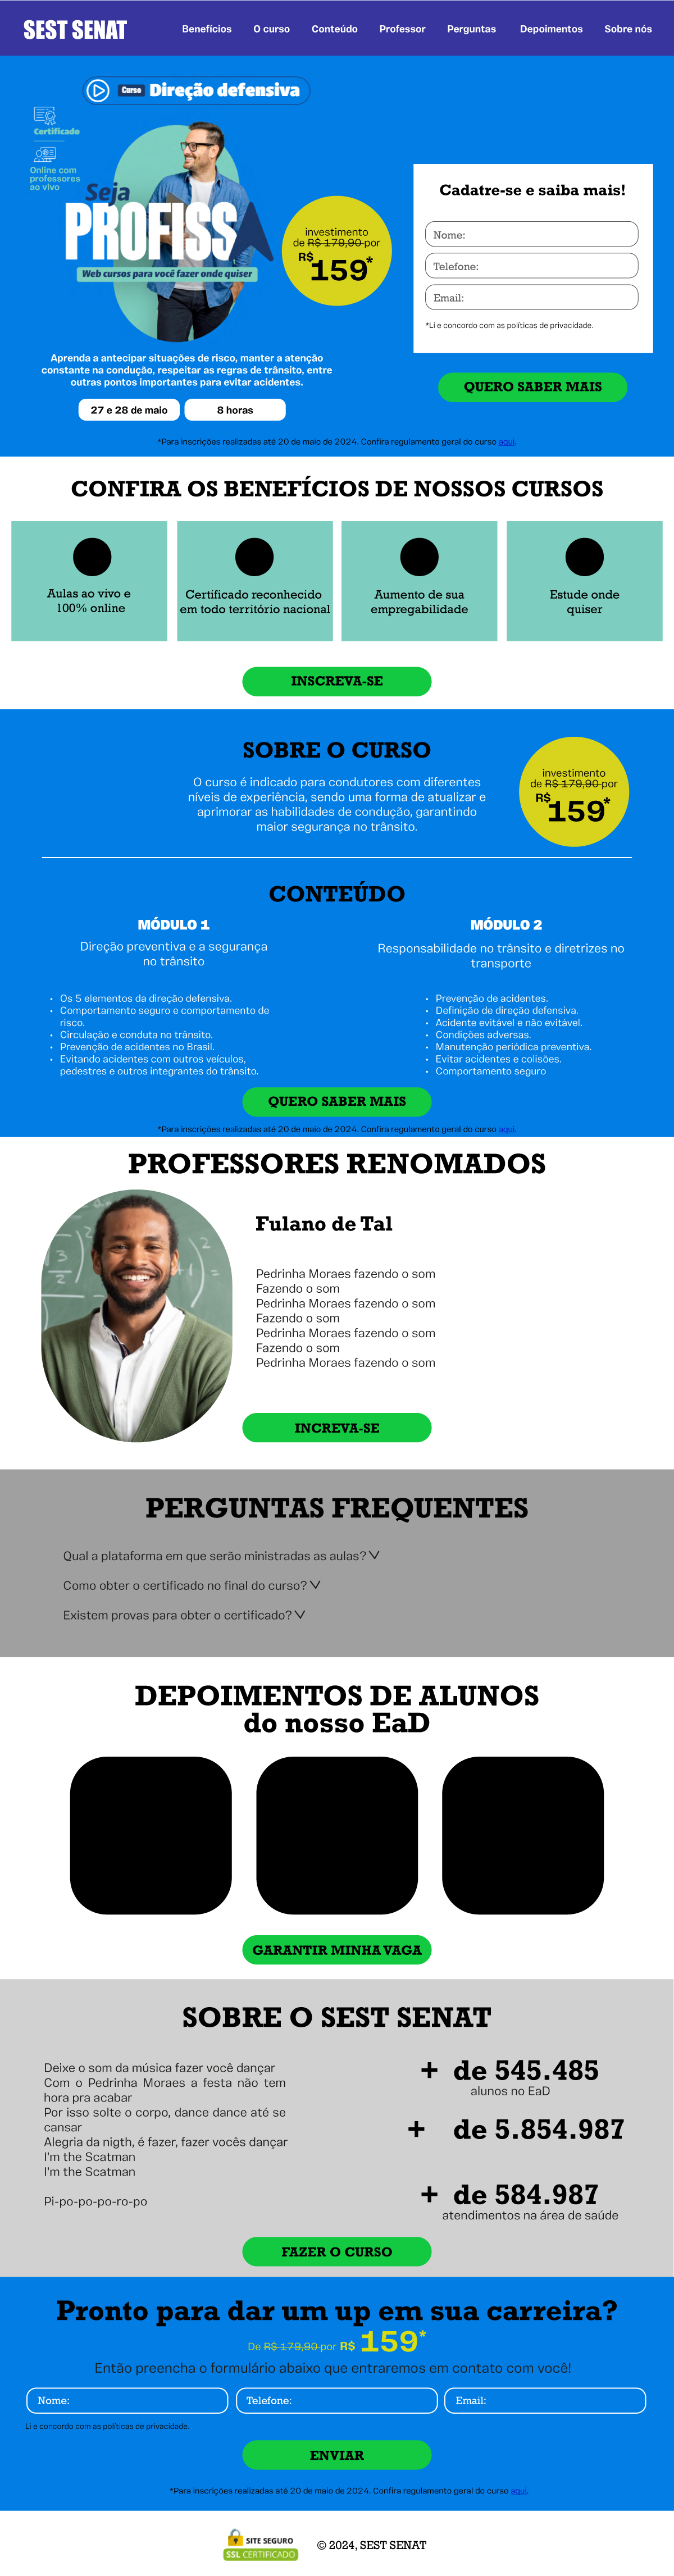 SEST SENAT
Benefícios O curso Conteúdo Professor Perguntas Depoimentos Sobre nós
Curso Direção defensiva
Certificado
Online com
professores
ao vivo
Seja
PROFISSA
Web cursos para você fazer onde quiser
investimento
de R$ 179,90 por
R$ 159*
Aprenda a antecipar situações de risco, manter a atenção
constante na condução, respeitar as regras de trânsito, entre
outras pontos importantes para evitar acidentes.
27 e 28 de maio
8 horas
Cadatre-se e saiba mais!
Nome:
Telefone:
Email:
*Li e concordo com as políticas de privacidade.
QUERO SABER MAIS
*Para inscrições realizadas até 20 de maio de 2024. Confira regulamento geral do curso aqui.
CONFIRA OS BENEFÍCIOS DE NOSSOS CURSOS
Aulas ao vivo e
100% online
Certificado reconhecido
em todo território nacional
Aumento de sua
empregabilidade
Estude onde
quiser
INSCREVA-SE
SOBRE O CURSO
O curso é indicado para condutores com diferentes
níveis de experiência, sendo uma forma de atualizar e
aprimorar as habilidades de condução, garantindo
maior segurança no trânsito.
investimento
de R$ 179,90 por
R$ 159*
CONTEÚDO
MÓDULO 1
Direção preventiva e a segurança
no trânsito
• Os 5 elementos da direção defensiva.
• Comportamento seguro e comportamento de
risco.
• Circulação e conduta no trânsito.
• Prevenção de acidentes no Brasil.
• Evitando acidentes com outros veículos,
pedestres e outros integrantes do trânsito.
MÓDULO 2
Responsabilidade no trânsito e diretrizes no
transporte
• Prevenção de acidentes.
• Definição de direção defensiva.
• Acidente evitável e não evitável.
• Condições adversas.
• Manutenção periódica preventiva.
• Evitar acidentes e colisões.
• Comportamento seguro
QUERO SABER MAIS
*Para inscrições realizadas até 20 de maio de 2024. Confira regulamento geral do curso aqui.
PROFESSORES RENOMADOS
Fulano de Tal
Pedrinha Moraes fazendo o som
Fazendo o som
Pedrinha Moraes fazendo o som
Fazendo o som
Pedrinha Moraes fazendo o som
Fazendo o som
Pedrinha Moraes fazendo o som
INCREVA-SE
PERGUNTAS FREQUENTES
Qual a plataforma em que serão ministradas as aulas?
Como obter o certificado no final do curso?
Existem provas para obter o certificado?
DEPOIMENTOS DE ALUNOS
do nosso EaD
GARANTIR MINHA VAGA
SOBRE O SEST SENAT
Deixe o som da música fazer você dançar
Com o Pedrinha Moraes a festa não tem
hora pra acabar
Por isso solte o corpo, dance dance até se
cansar
Alegria da nigth, é fazer, fazer vocês dançar
I'm the Scatman
I'm the Scatman
Pi-po-po-po-ro-po
+ de 545.485
alunos no EaD
+ de 5.854.987
+ de 584.987
atendimentos na área de saúde
FAZER O CURSO
Pronto para dar um up em sua carreira?
De R$ 179,90 por R$ 159*
Então preencha o formulário abaixo que entraremos em contato com você!
Nome:
Telefone:
Email:
Li e concordo com as políticas de privacidade.
ENVIAR
*Para inscrições realizadas até 20 de maio de 2024. Confira regulamento geral do curso aqui.
SITE SEGURO
SSL CERTIFICADO
© 2024, SEST SENAT